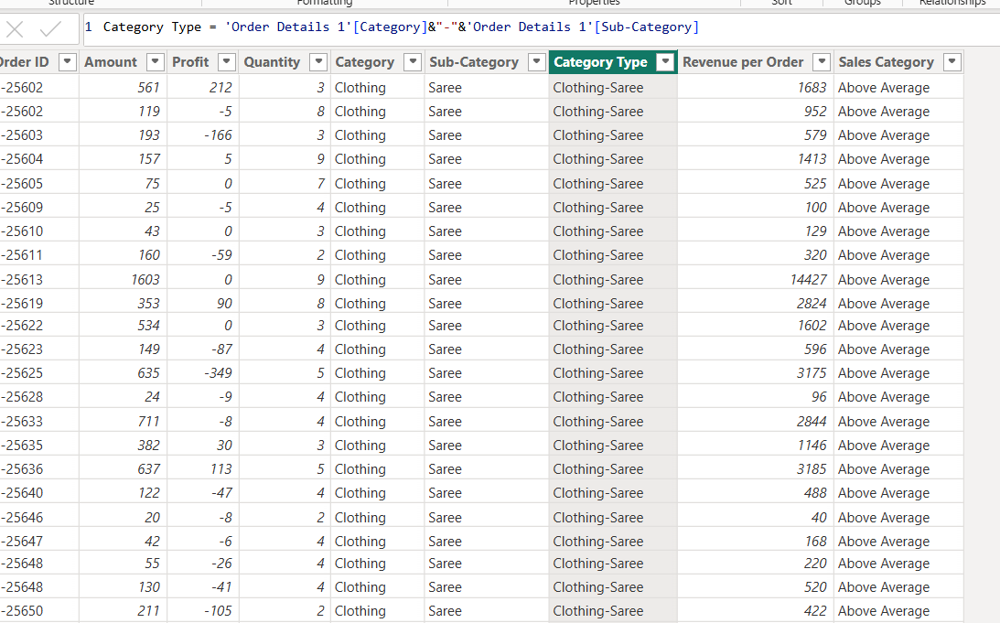 Structure Formatting Properties Sort Groups Relationships
1 Category Type = 'Order Details 1'[Category]&"-"&'Order Details 1'[Sub-Category]
Order ID Amount Profit Quantity Category Sub-Category Category Type Revenue per Order Sales Category
-25602 561 212 3 Clothing Saree Clothing-Saree 1683 Above Average
-25602 119 -5 8 Clothing Saree Clothing-Saree 952 Above Average
-25603 193 -166 3 Clothing Saree Clothing-Saree 579 Above Average
-25604 157 5 9 Clothing Saree Clothing-Saree 1413 Above Average
-25605 75 0 7 Clothing Saree Clothing-Saree 525 Above Average
-25609 25 -5 4 Clothing Saree Clothing-Saree 100 Above Average
-25610 43 0 3 Clothing Saree Clothing-Saree 129 Above Average
-25611 160 -59 2 Clothing Saree Clothing-Saree 320 Above Average
-25613 1603 0 9 Clothing Saree Clothing-Saree 14427 Above Average
-25619 353 90 8 Clothing Saree Clothing-Saree 2824 Above Average
-25622 534 0 3 Clothing Saree Clothing-Saree 1602 Above Average
-25623 149 -87 4 Clothing Saree Clothing-Saree 596 Above Average
-25625 635 -349 5 Clothing Saree Clothing-Saree 3175 Above Average
-25628 24 -9 4 Clothing Saree Clothing-Saree 96 Above Average
-25633 711 -8 4 Clothing Saree Clothing-Saree 2844 Above Average
-25635 382 30 3 Clothing Saree Clothing-Saree 1146 Above Average
-25636 637 113 5 Clothing Saree Clothing-Saree 3185 Above Average
-25640 122 -47 4 Clothing Saree Clothing-Saree 488 Above Average
-25646 20 -8 2 Clothing Saree Clothing-Saree 40 Above Average
-25647 42 -6 4 Clothing Saree Clothing-Saree 168 Above Average
-25648 55 -26 4 Clothing Saree Clothing-Saree 220 Above Average
-25648 130 -41 4 Clothing Saree Clothing-Saree 520 Above Average
-25650 211 -105 2 Clothing Saree Clothing-Saree 422 Above Average